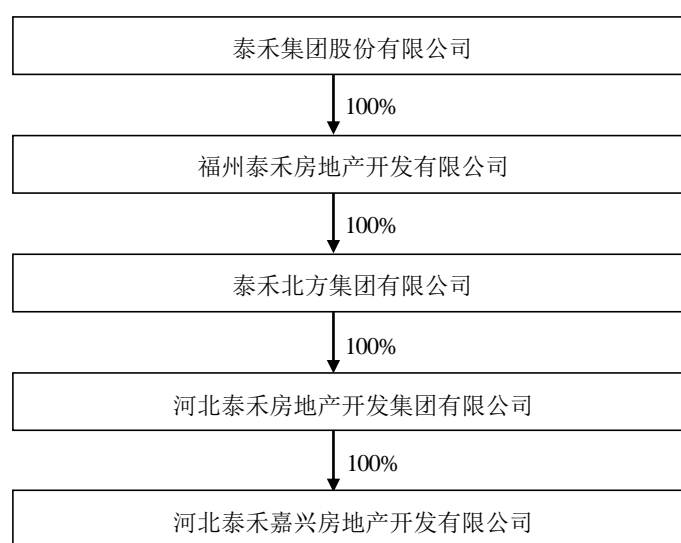 泰禾集团股份有限公司
100%
福州泰禾房地产开发有限公司
100%
泰禾北方集团有限公司
100%
河北泰禾房地产开发集团有限公司
100%
河北泰禾嘉兴房地产开发有限公司